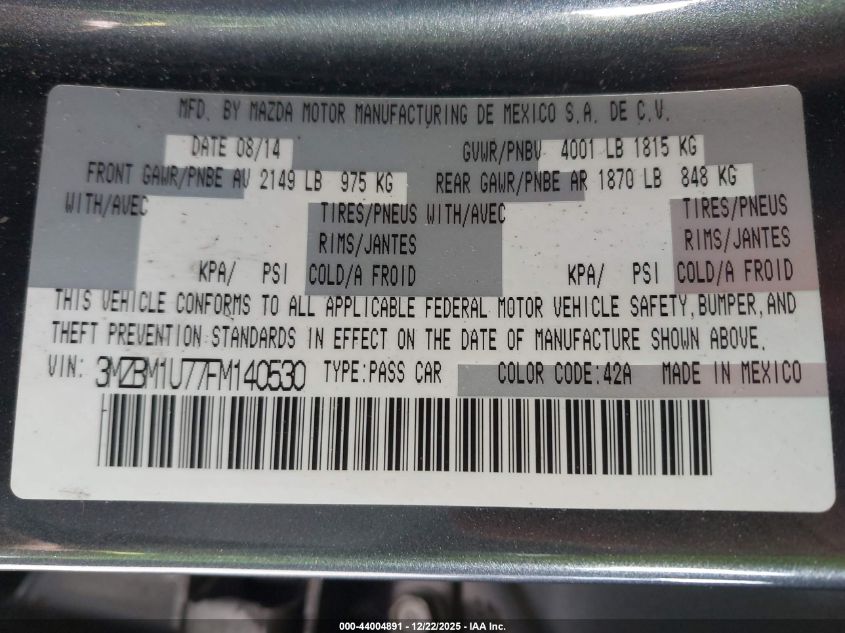 MFD. BY MAZDA MOTOR MANUFACTURING DE MEXICO S.A. DE C.V.
DATE 08/14 GVWR/PNBV 4001 LB 1815 KG
FRONT GAWR/PNBE AV 2149 LB 975 KG REAR GAWR/PNBE AR 1870 LB 848 KG
WITH/AVEC TIRES/PNEUS WITH/AVEC TIRES/PNEUS
RIMS/JANTES RIMS/JANTES
KPA/ PSI COLD/A FROID KPA/ PSI COLD/A FROID
THIS VEHICLE CONFORMS TO ALL APPLICABLE FEDERAL MOTOR VEHICLE SAFETY, BUMPER, AND
THEFT PREVENTION STANDARDS IN EFFECT ON THE DATE OF MANUFACTURE SHOWN ABOVE.
VIN: 3MZBM1U77FM140530 TYPE: PASS CAR COLOR CODE: 42A MADE IN MEXICO
000-44004891 - 12/22/2025 - IAA Inc.